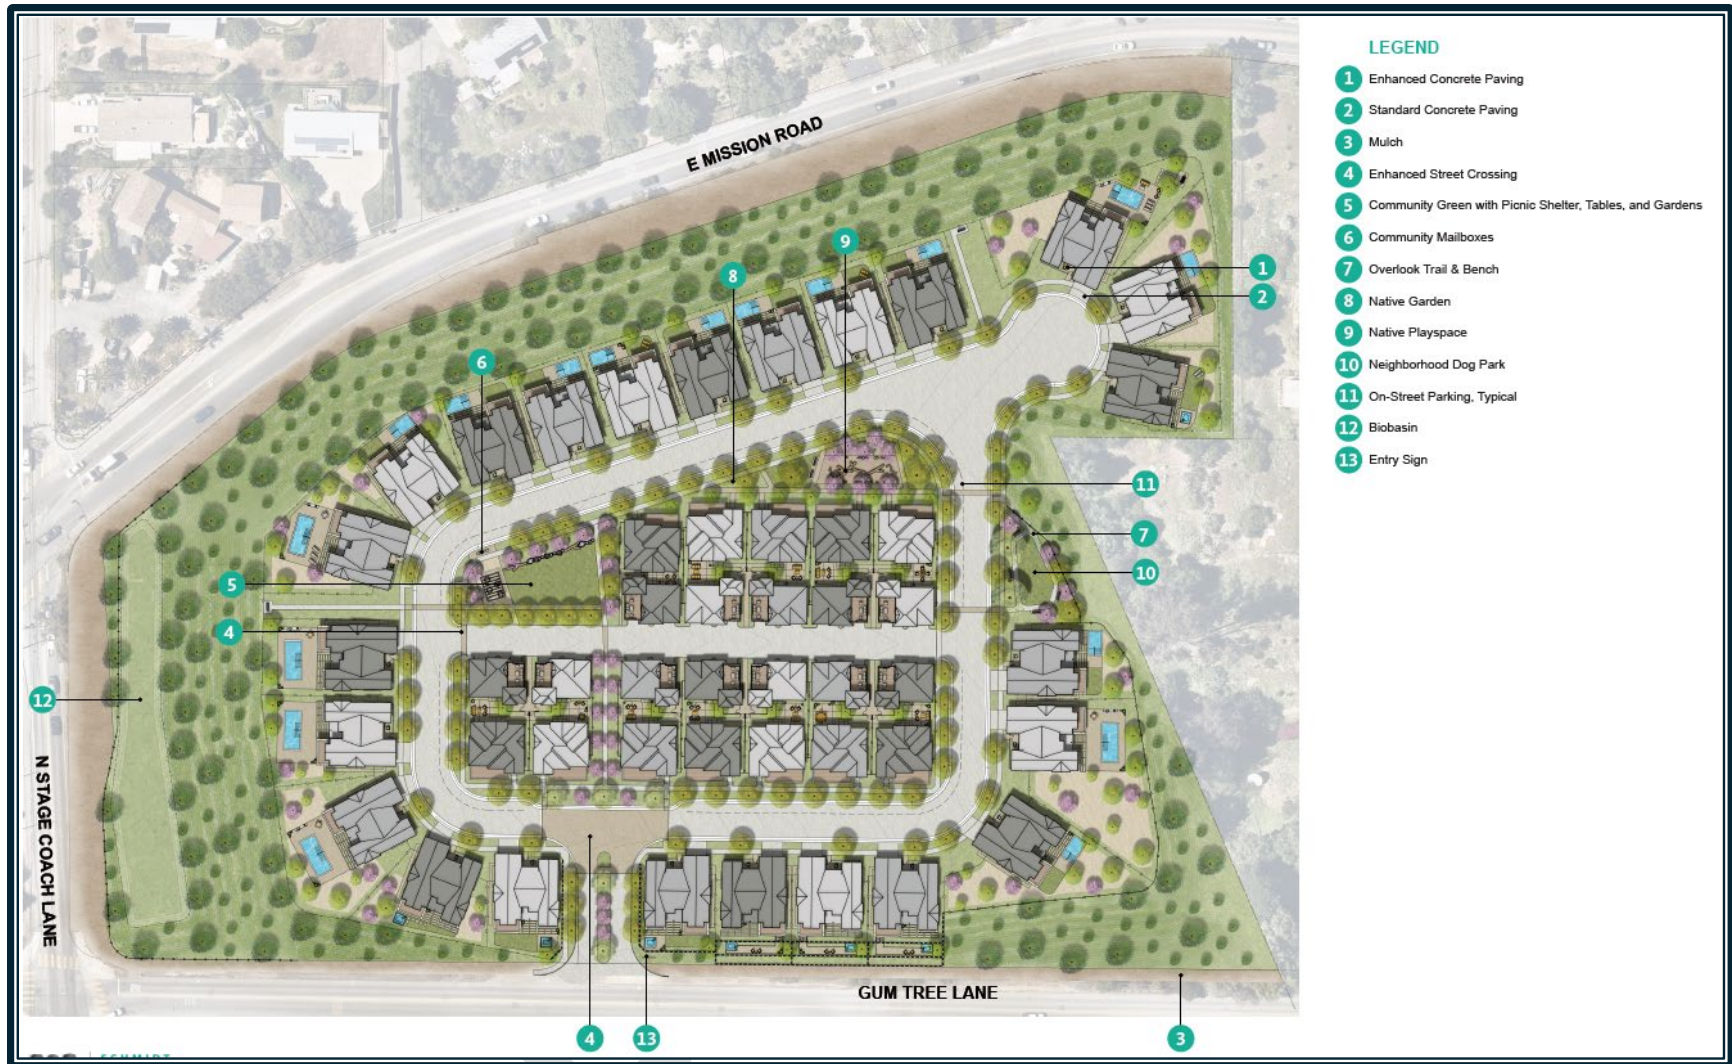 LEGEND
1 Enhanced Concrete Paving
2 Standard Concrete Paving
3 Mulch
4 Enhanced Street Crossing
5 Community Green with Picnic Shelter, Tables, and Gardens
6 Community Mailboxes
7 Overlook Trail & Bench
8 Native Garden
9 Native Playspace
10 Neighborhood Dog Park
11 On-Street Parking, Typical
12 Biobasin
13 Entry Sign
E MISSION ROAD
9
8
1
2
6
11
7
5
10
4
12
N STAGE COACH LANE
GUM TREE LANE
4
13
3